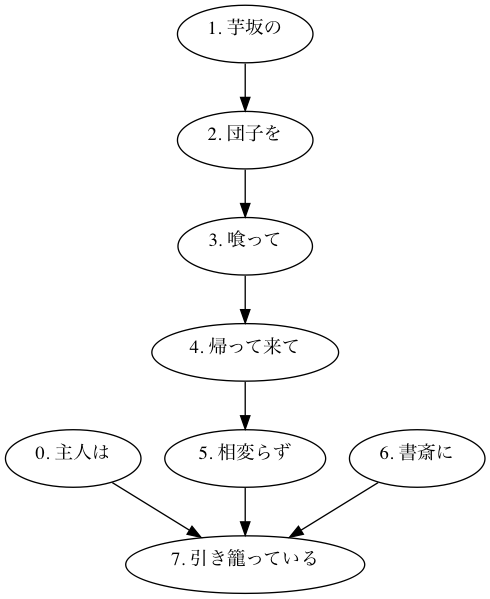 1. 芋坂の
2. 団子を
3. 喰って
4. 帰って来て
0. 主人は
5. 相変らず
6. 書斎に
7. 引き籠っている